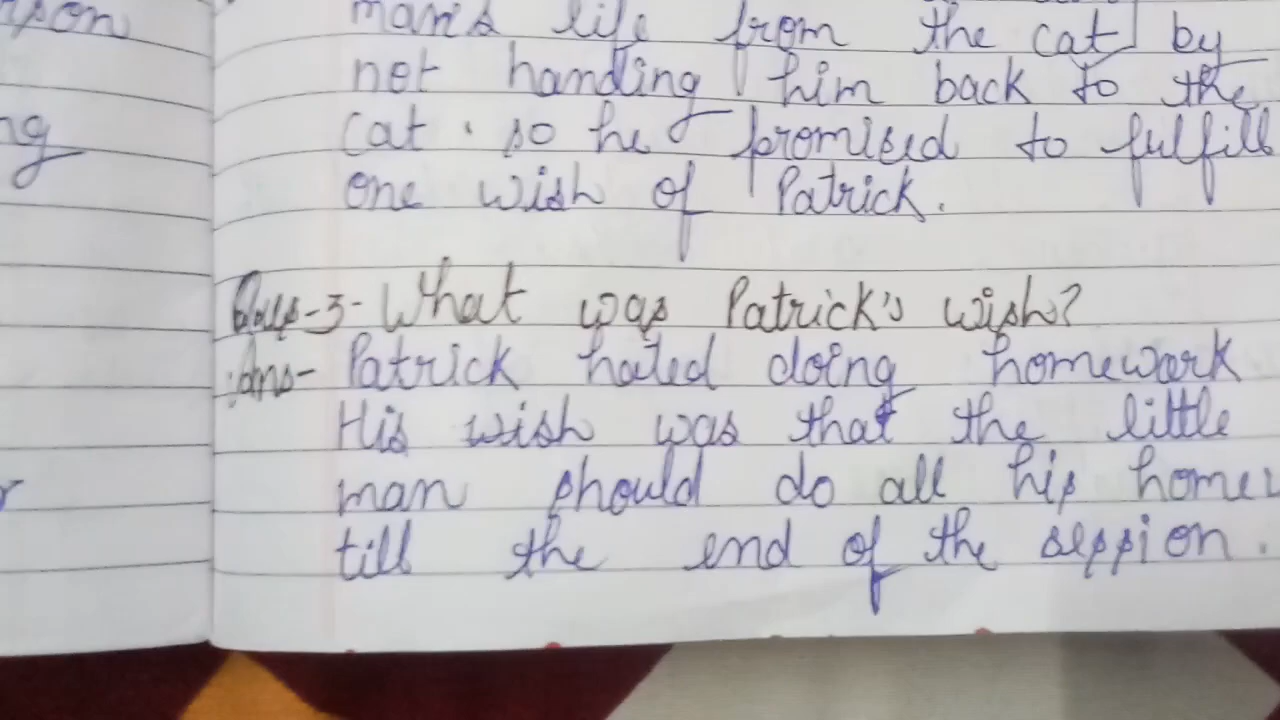 man's life from the cat by
not handing him back to the
cat. so he promised to fulfill
one wish of Patrick.
Ques-3- What was Patrick's wish?
Ans- Patrick hated doing homework
His wish was that the little
man should do all his home
till the end of the session.